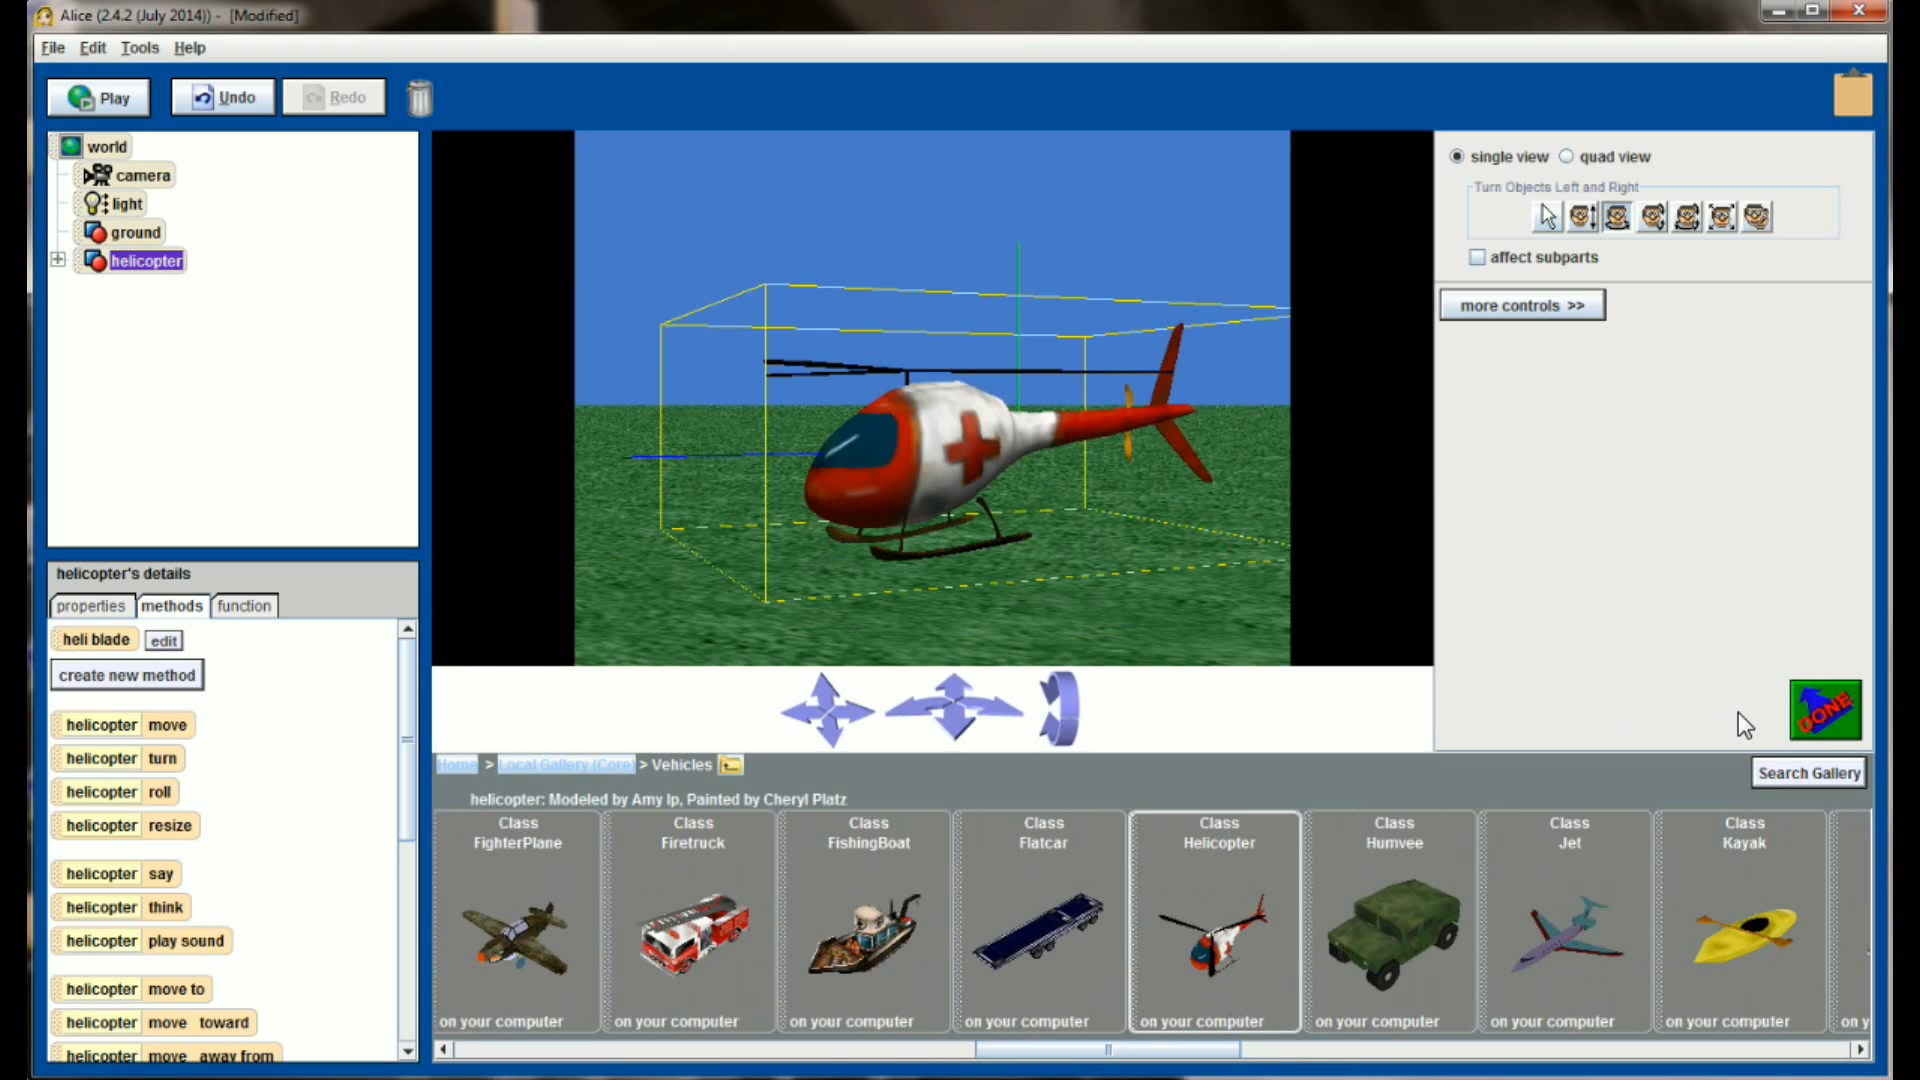 Alice (2.4.2 (July 2014)) - [Modified]
File Edit Tools Help
Play Undo Redo
world
camera
light
ground
helicopter
single view quad view
Turn Objects Left and Right
affect subparts
more controls >>
DONE
helicopter's details
properties methods function
heli blade edit
create new method
helicopter move
helicopter turn
helicopter roll
helicopter resize
helicopter say
helicopter think
helicopter play sound
helicopter move to
helicopter move toward
helicopter move away from
Home > Local Gallery (Core) > Vehicles
Search Gallery
helicopter: Modeled by Amy Ip, Painted by Cheryl Platz
Class FighterPlane
on your computer
Class Firetruck
on your computer
Class FishingBoat
on your computer
Class Flatcar
on your computer
Class Helicopter
on your computer
Class Humvee
on your computer
Class Jet
on your computer
Class Kayak
on your computer
on y